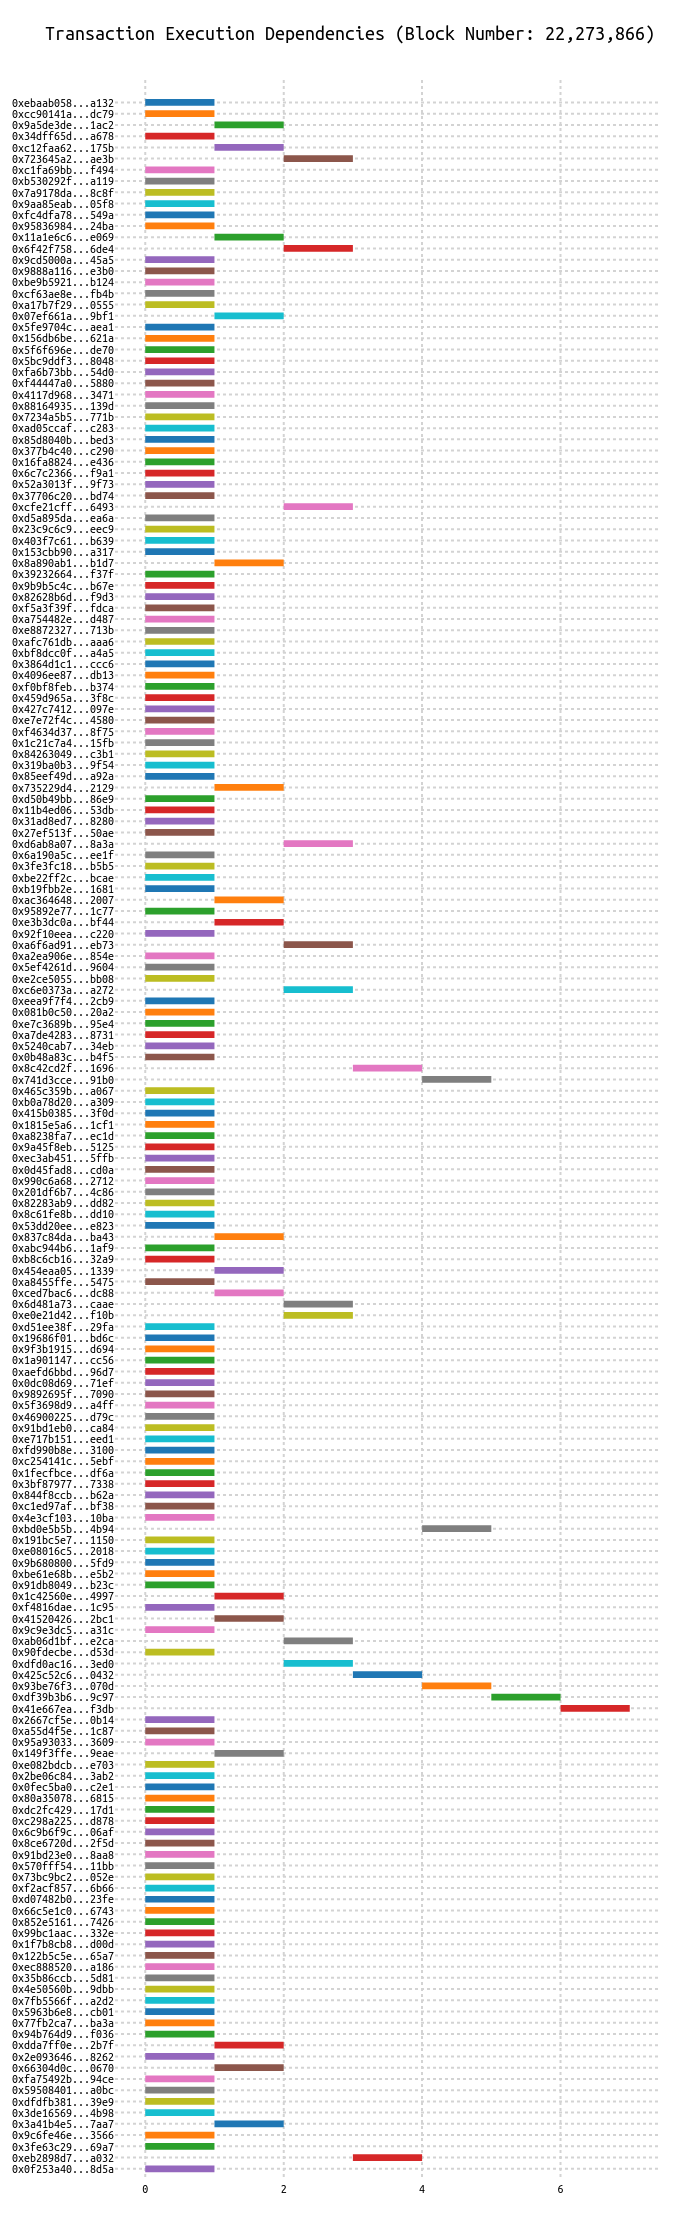 Transaction Execution Dependencies (Block Number: 22,273,866)
0xebaab058...a132
0xcc90141a...dc79
0x9a5de3de...1ac2
0x34dff65d...a678
0xc12faa62...175b
0x723645a2...ae3b
0xc1fa69bb...f494
0xb530292f...a119
0x7a9178da...8c8f
0x9aa85eab...05f8
0xfc4dfa78...549a
0x95836984...24ba
0x11a1e6c6...e069
0x6f42f758...6de4
0x9cd5000a...45a5
0x9888a116...e3b0
0xbe9b5921...b124
0xcf63ae8e...fb4b
0xa17b7f29...0555
0x07ef661a...9bf1
0x5fe9704c...aea1
0x156db6be...621a
0x5f6f696e...de70
0x5bc9ddf3...8048
0xfa6b73bb...54d0
0xf44447a0...5880
0x4117d968...3471
0x88164935...139d
0x7234a5b5...771b
0xad05ccaf...c283
0x85d8040b...bed3
0x377b4c40...c290
0x16fa8824...e436
0x6c7c2366...f9a1
0x52a3013f...9f73
0x37706c20...bd74
0xcfe21cff...6493
0xd5a895da...ea6a
0x23c9c6c9...eec9
0x403f7c61...b639
0x153cbb90...a317
0x8a890ab1...b1d7
0x39232664...f37f
0x9b9b5c4c...b67e
0x82628b6d...f9d3
0xf5a3f39f...fdca
0xa754482e...d487
0xe8872327...713b
0xafc761db...aaa6
0xbf8dcc0f...a4a5
0x3864d1c1...ccc6
0x4096ee87...db13
0xf0bf8feb...b374
0x459d965a...3f8c
0x427c7412...097e
0xe7e72f4c...4580
0xf4634d37...8f75
0x1c21c7a4...15fb
0x84263049...c3b1
0x319ba0b3...9f54
0x85eef49d...a92a
0x735229d4...2129
0xd50b49bb...86e9
0x11b4ed06...53db
0x31ad8ed7...8280
0x27ef513f...50ae
0xd6ab8a07...8a3a
0x6a190a5c...ee1f
0x3fe3fc18...b5b5
0xbe22ff2c...bcae
0xb19fbb2e...1681
0xac364648...2007
0x95892e77...1c77
0xe3b3dc0a...bf44
0x92f10eea...c220
0xa6f6ad91...eb73
0xa2ea906e...854e
0x5ef4261d...9604
0xe2ce5055...bb08
0xc6e0373a...a272
0xeea9f7f4...2cb9
0x081b0c50...20a2
0xe7c3689b...95e4
0xa7de4283...8731
0x5240cab7...34eb
0x0b48a83c...b4f5
0x8c42cd2f...1696
0x741d3cce...91b0
0x465c359b...a067
0xb0a78d20...a309
0x415b0385...3f0d
0x1815e5a6...1cf1
0xa8238fa7...ec1d
0x9a45f8eb...5125
0xec3ab451...5ffb
0x0d45fad8...cd0a
0x990c6a68...2712
0x201df6b7...4c86
0x82283ab9...dd82
0x8c61fe8b...dd10
0x53dd20ee...e823
0x837c84da...ba43
0xabc944b6...1af9
0xb8c6cb16...32a9
0x454eaa05...1339
0xa8455ffe...5475
0xced7bac6...dc88
0x6d481a73...caae
0xe0e21d42...f10b
0xd51ee38f...29fa
0x19686f01...bd6c
0x9f3b1915...d694
0x1a901147...cc56
0xaefd6bbd...96d7
0x0dc08d69...71ef
0x9892695f...7090
0x5f3698d9...a4ff
0x46900225...d79c
0x91bd1eb0...ca84
0xe717b151...eed1
0xfd990b8e...3100
0xc254141c...5ebf
0x1fecfbce...df6a
0x3bf87977...7338
0x844f8ccb...b62a
0xc1ed97af...bf38
0x4e3cf103...10ba
0xbd0e5b5b...4b94
0x191bc5e7...1150
0xe08016c5...2018
0x9b680800...5fd9
0xbe61e68b...e5b2
0x91db8049...b23c
0x1c42560e...4997
0xf4816dae...1c95
0x41520426...2bc1
0x9c9e3dc5...a31c
0xab06d1bf...e2ca
0x90fdecbe...d53d
0xdfd0ac16...3ed0
0x425c52c6...0432
0x93be76f3...070d
0xdf39b3b6...9c97
0x41e667ea...f3db
0x2667cf5e...0b14
0xa55d4f5e...1c87
0x95a93033...3609
0x149f3ffe...9eae
0xe082bdcb...e703
0x2be06c84...3ab2
0x0fec5ba0...c2e1
0x80a35078...6815
0xdc2fc429...17d1
0xc298a225...d878
0x6c9b6f9c...06af
0x8ce6720d...2f5d
0x91bd23e0...8aa8
0x570fff54...11bb
0x73bc9bc2...052e
0xf2acf857...6b66
0xd07482b0...23fe
0x66c5e1c0...6743
0x852e5161...7426
0x99bc1aac...332e
0x1f7b8cb8...d00d
0x122b5c5e...65a7
0xec888520...a186
0x35b86ccb...5d81
0x4e50560b...9dbb
0x7fb5566f...a2d2
0x5963b6e8...cb01
0x77fb2ca7...ba3a
0x94b764d9...f036
0xdda7ff0e...2b7f
0x2e093646...8262
0x66304d0c...0670
0xfa75492b...94ce
0x59508401...a0bc
0xdfdfb381...39e9
0x3de16569...4b98
0x3a41b4e5...7aa7
0x9c6fe46e...3566
0x3fe63c29...69a7
0xeb2898d7...a032
0x0f253a40...8d5a
0 2 4 6